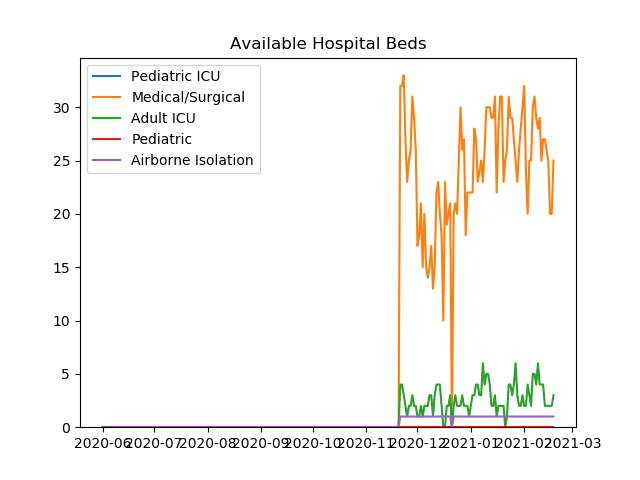 Available Hospital Beds
Pediatric ICU
Medical/Surgical
Adult ICU
Pediatric
Airborne Isolation
30
25
20
15
10
5
0
2020-06 2020-07 2020-08 2020-09 2020-10 2020-11 2020-12 2021-01 2021-02 2021-03